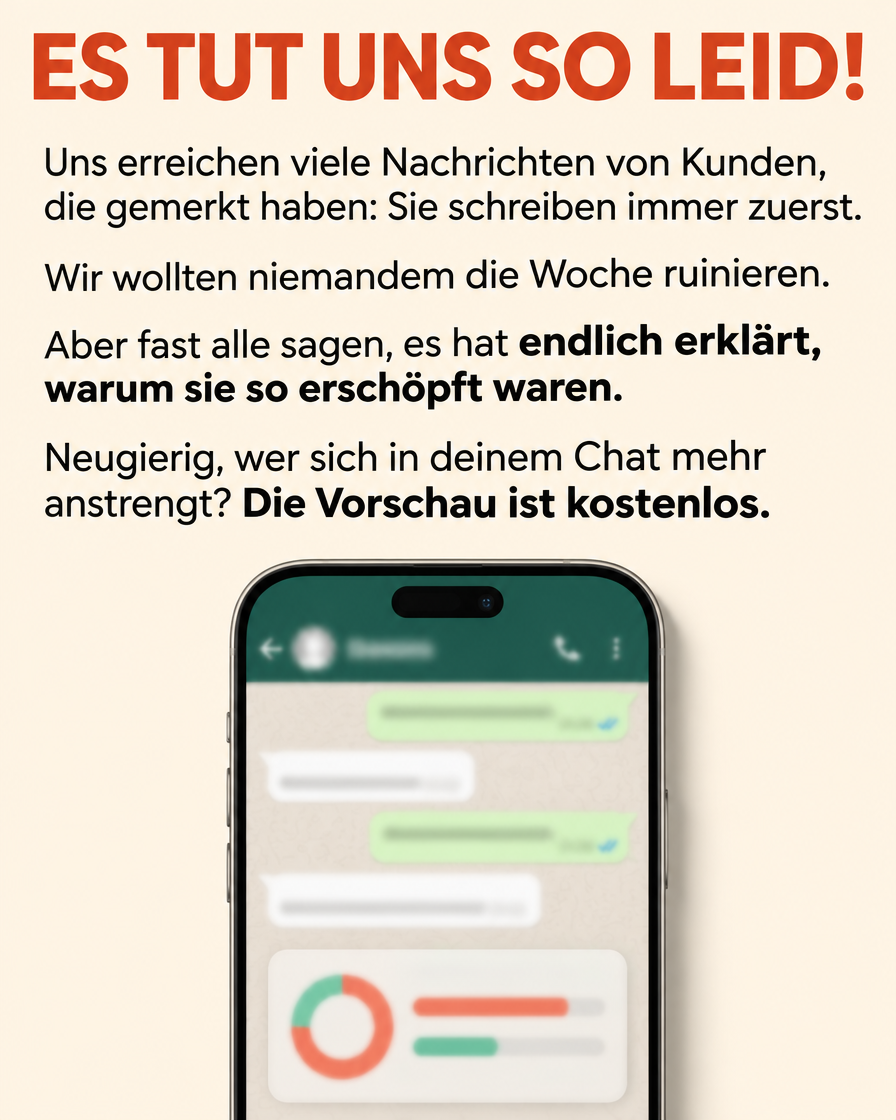 ES TUT UNS SO LEID!
Uns erreichen viele Nachrichten von Kunden,
die gemerkt haben: Sie schreiben immer zuerst.
Wir wollten niemandem die Woche ruinieren.
Aber fast alle sagen, es hat endlich erklärt,
warum sie so erschöpft waren.
Neugierig, wer sich in deinem Chat mehr
anstrengt? Die Vorschau ist kostenlos.